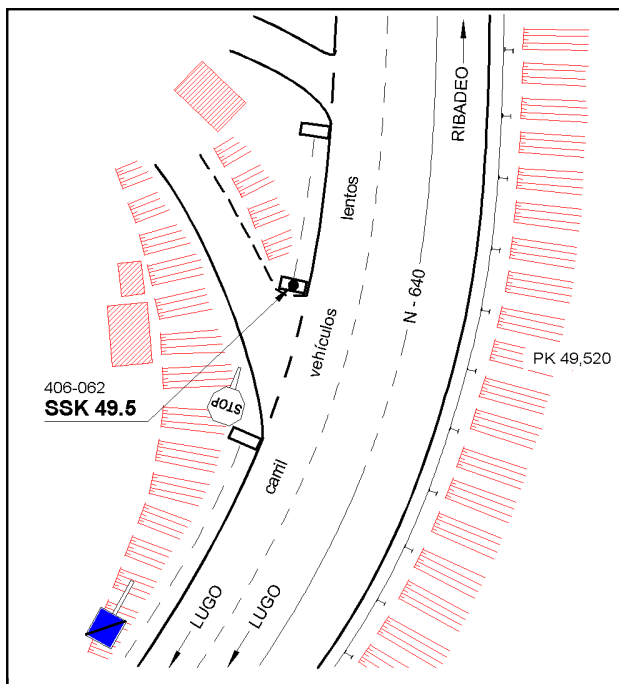 RIBADEO
lentos
N - 640
vehículos
PK 49,520
406-062
SSK 49.5
STOP
carril
LUGO
LUGO